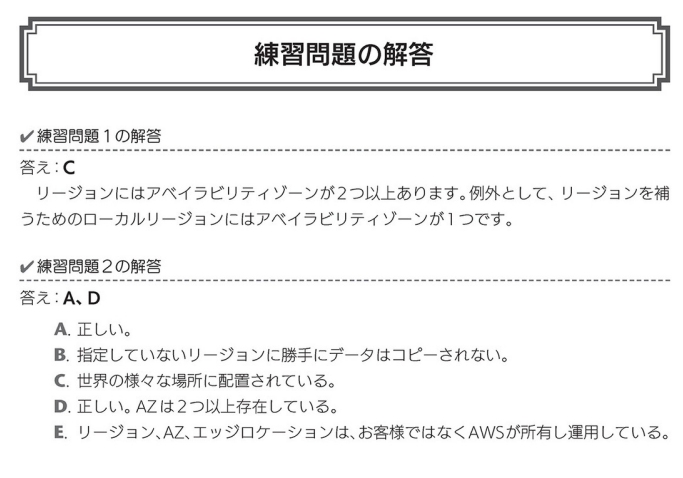 練習問題の解答
✔練習問題1の解答
答え：C
リージョンにはアベイラビリティゾーンが2つ以上あります。例外として、リージョンを補
うためのローカルリージョンにはアベイラビリティゾーンが1つです。
✔練習問題2の解答
答え：A、D
A. 正しい。
B. 指定していないリージョンに勝手にデータはコピーされない。
C. 世界の様々な場所に配置されている。
D. 正しい。AZは2つ以上存在している。
E. リージョン、AZ、エッジロケーションは、お客様ではなくAWSが所有し運用している。